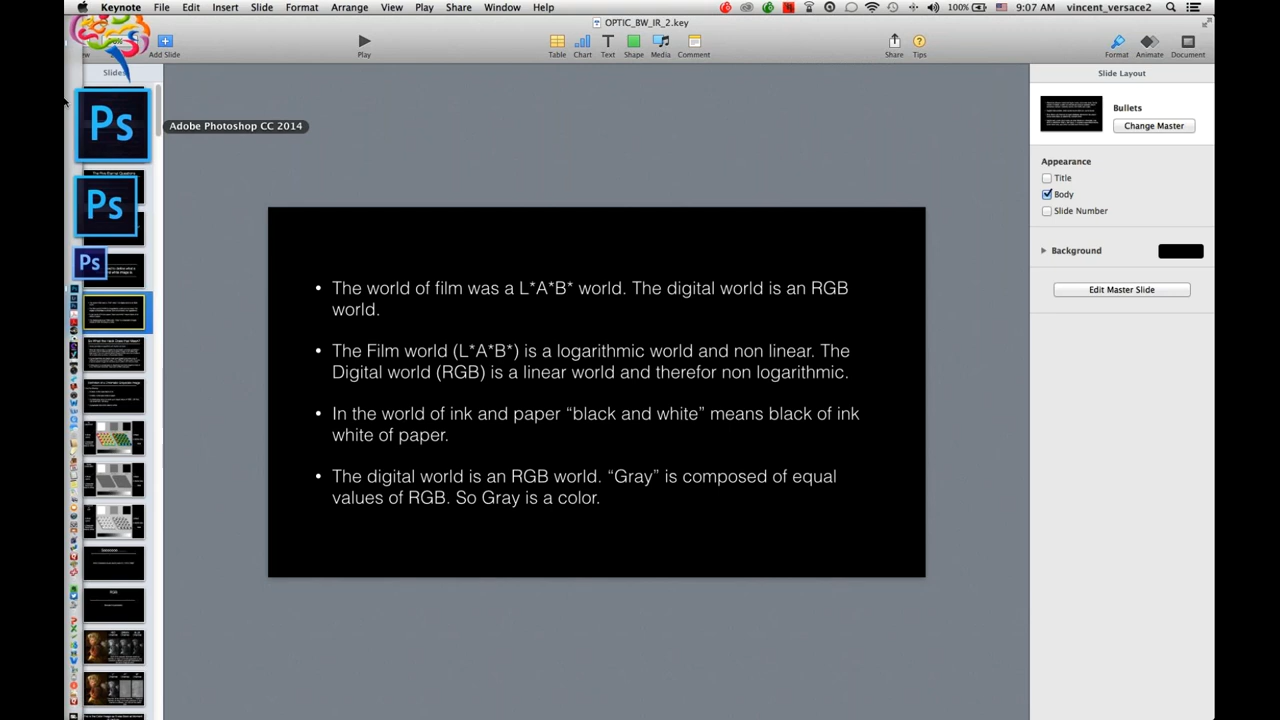 Keynote File Edit Insert Slide Format Arrange View Play Share Window Help 100% 9:07 AM vincent_versace2
OPTIC_BW_IR_2.key
Add Slide Play Table Chart Text Shape Media Comment Share Tips Format Animate Document
Slides
Slide Layout
Ps
Adobe Photoshop CC 2014
Ps
Ps
Bullets
Change Master
Appearance
Title
Body
Slide Number
Background
Edit Master Slide
• The world of film was a L*A*B* world. The digital world is an RGB
world.
• The Film world (L*A*B*) is a logarithmic world and non linear. The
Digital world (RGB) is a linear world and therefor non logarithmic.
• In the world of ink and paper “black and white” means black of ink
white of paper.
• The digital world is an RGB world. “Gray” is composed of equal
values of RGB. So Gray is a color.